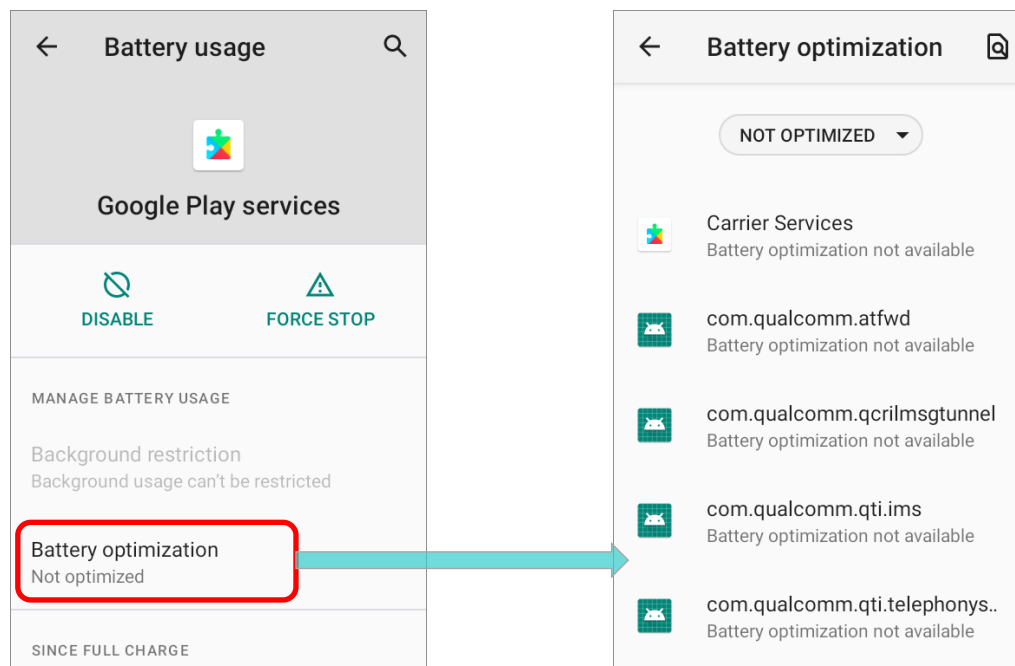 Battery usage
Google Play services
DISABLE
FORCE STOP
MANAGE BATTERY USAGE
Background restriction
Background usage can't be restricted
Battery optimization
Not optimized
SINCE FULL CHARGE
Battery optimization
NOT OPTIMIZED
Carrier Services
Battery optimization not available
com.qualcomm.atfwd
Battery optimization not available
com.qualcomm.qcrilmsgtunnel
Battery optimization not available
com.qualcomm.qti.ims
Battery optimization not available
com.qualcomm.qti.telephonys..
Battery optimization not available